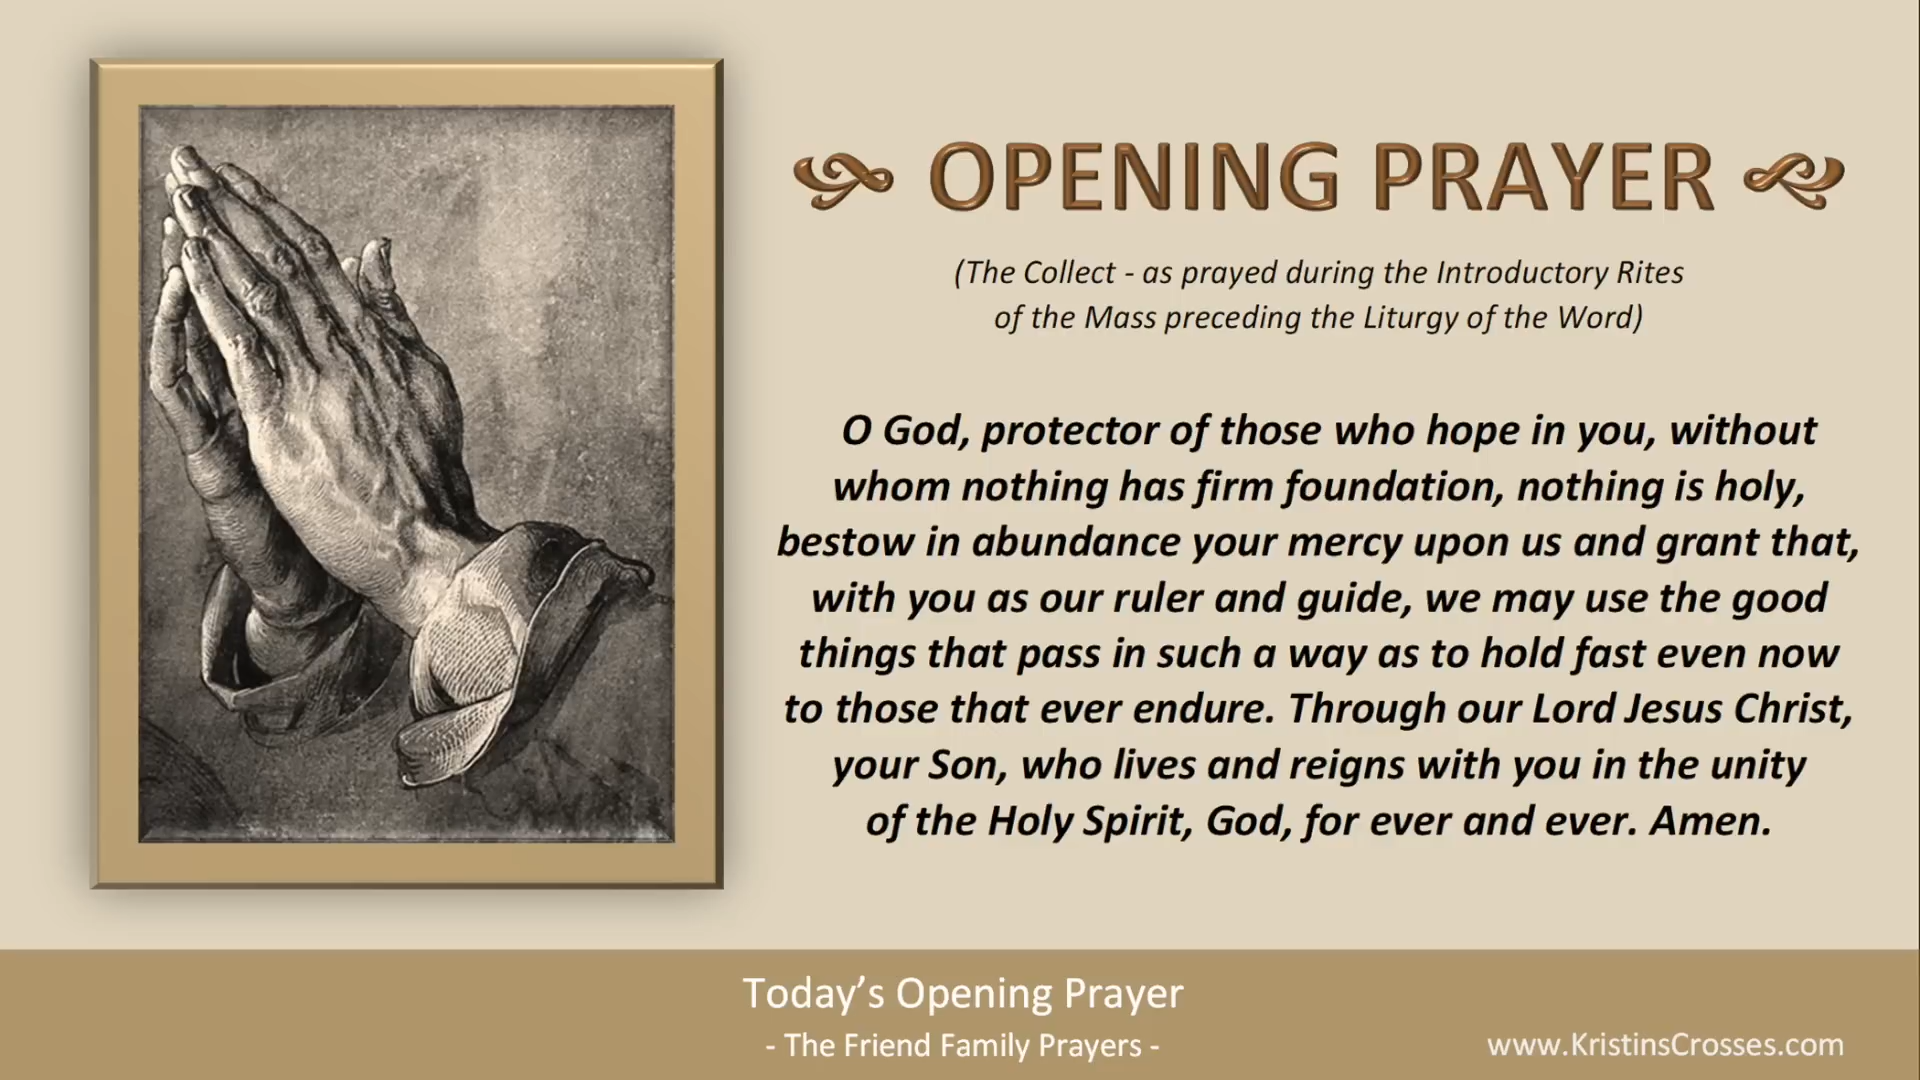 OPENING PRAYER
(The Collect - as prayed during the Introductory Rites
of the Mass preceding the Liturgy of the Word)
O God, protector of those who hope in you, without
whom nothing has firm foundation, nothing is holy,
bestow in abundance your mercy upon us and grant that,
with you as our ruler and guide, we may use the good
things that pass in such a way as to hold fast even now
to those that ever endure. Through our Lord Jesus Christ,
your Son, who lives and reigns with you in the unity
of the Holy Spirit, God, for ever and ever. Amen.
Today’s Opening Prayer
- The Friend Family Prayers -
www.KristinsCrosses.com